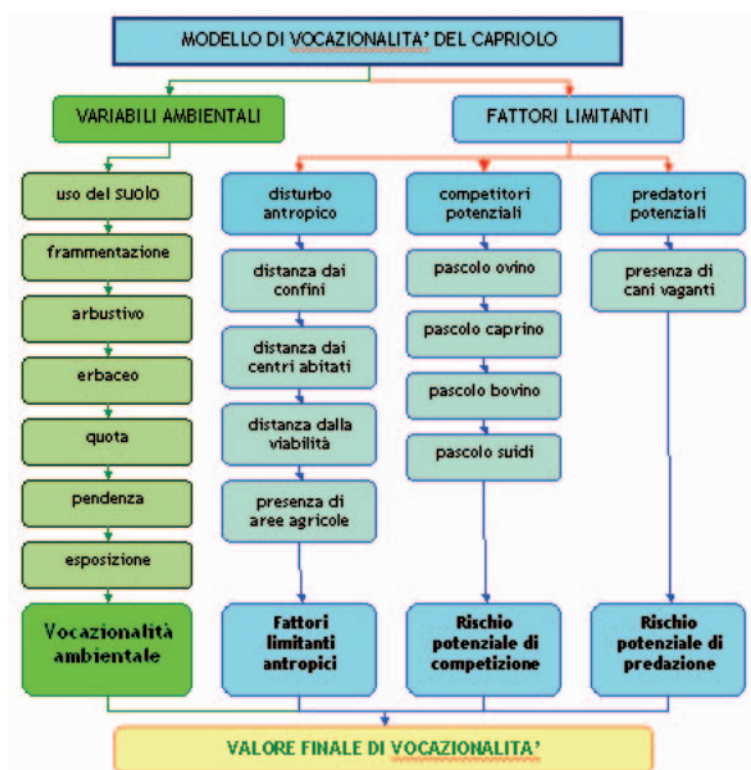 MODELLO DI VOCAZIONALITA' DEL CAPRIOLO
VARIABILI AMBIENTALI
FATTORI LIMITANTI
uso del SUOLO
frammentazione
arbustivo
erbaceo
quota
pendenza
esposizione
Vocazionalità
ambientale
disturbo
antropico
distanza dai
confini
distanza dai
centri abitati
distanza dalla
viabilità
presenza di
aree agricole
Fattori
limitanti
antropici
competitori
potenziali
pascolo ovino
pascolo caprino
pascolo bovino
pascolo suidi
Rischio
potenziale di
competizione
predatori
potenziali
presenza di
cani vaganti
Rischio
potenziale di
predazione
VALORE FINALE DI VOCAZIONALITA'